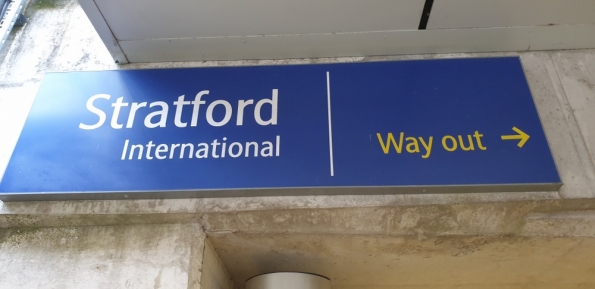 Stratford
International
Way out →